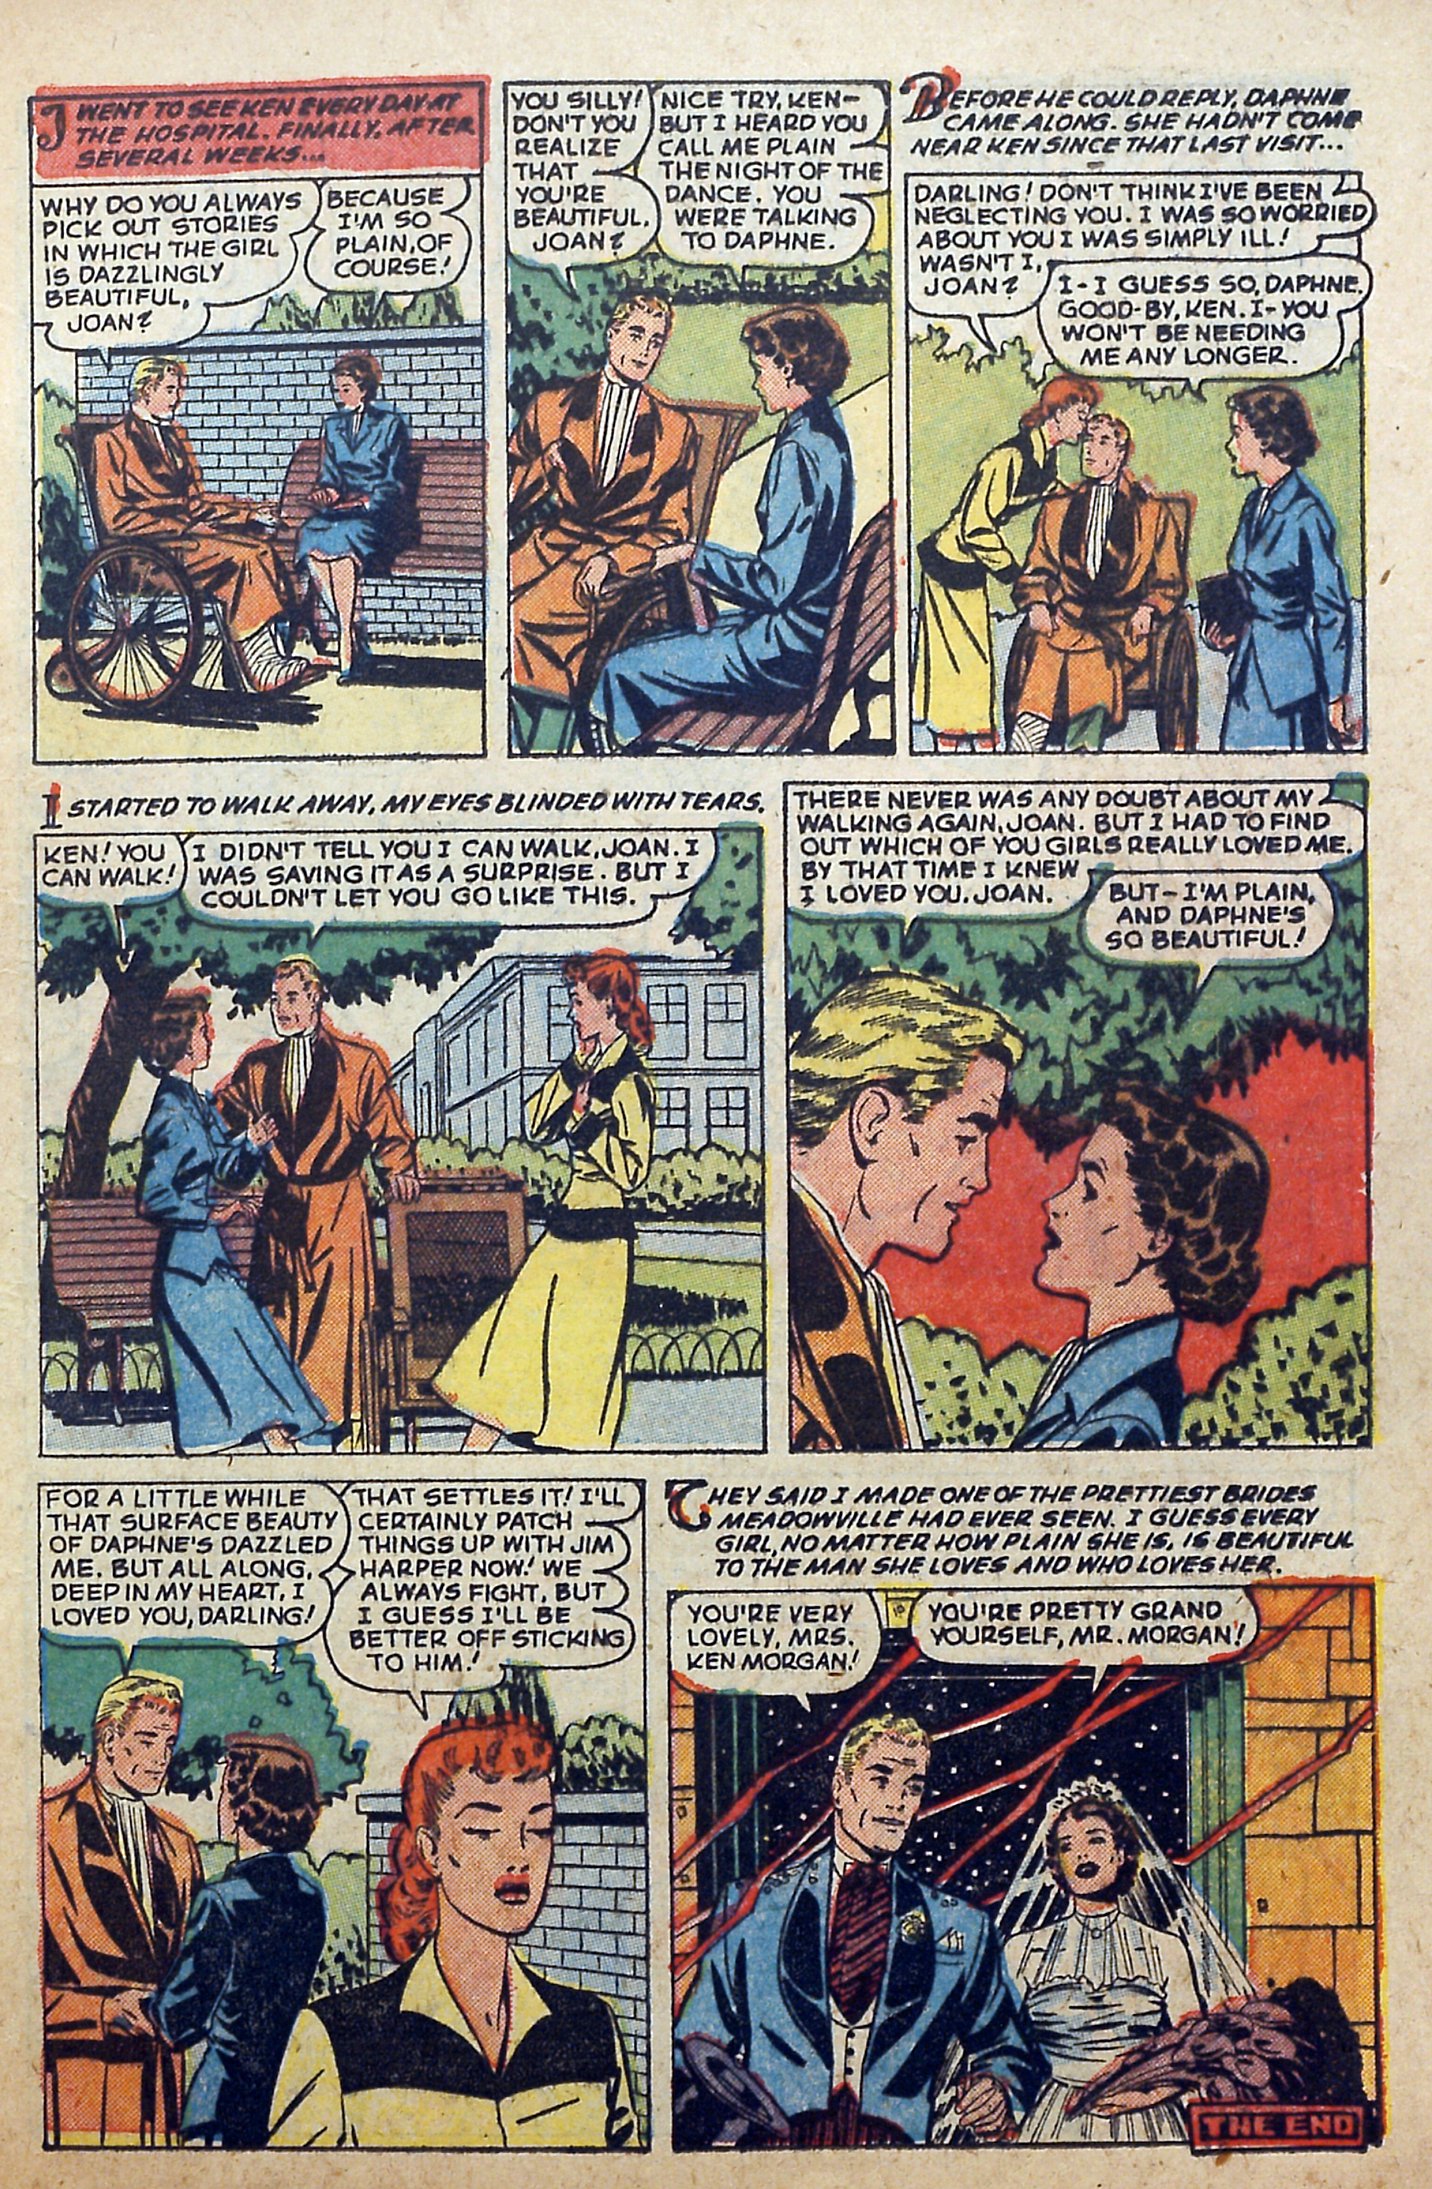 I WENT TO SEE KEN EVERY DAY AT
THE HOSPITAL. FINALLY, AFTER
SEVERAL WEEKS...
WHY DO YOU ALWAYS
PICK OUT STORIES
IN WHICH THE GIRL
IS DAZZLINGLY
BEAUTIFUL,
JOAN?
BECAUSE
I'M SO
PLAIN, OF
COURSE!
YOU SILLY!
DON'T YOU
REALIZE
THAT
YOU'RE
BEAUTIFUL,
JOAN?
NICE TRY, KEN-
BUT I HEARD YOU
CALL ME PLAIN
THE NIGHT OF THE
DANCE. YOU
WERE TALKING
TO DAPHNE.
BEFORE HE COULD REPLY, DAPHNE
CAME ALONG. SHE HADN'T COME
NEAR KEN SINCE THAT LAST VISIT...
DARLING! DON'T THINK I'VE BEEN
NEGLECTING YOU. I WAS SO WORRIED
ABOUT YOU I WAS SIMPLY ILL!
WASN'T I,
JOAN?
I-I GUESS SO, DAPHNE.
GOOD-BY, KEN. I-YOU
WON'T BE NEEDING
ME ANY LONGER.
I STARTED TO WALK AWAY, MY EYES BLINDED WITH TEARS.
KEN! YOU
CAN WALK!
I DIDN'T TELL YOU I CAN WALK, JOAN. I
WAS SAVING IT AS A SURPRISE. BUT I
COULDN'T LET YOU GO LIKE THIS.
THERE NEVER WAS ANY DOUBT ABOUT MY
WALKING AGAIN, JOAN. BUT I HAD TO FIND
OUT WHICH OF YOU GIRLS REALLY LOVED ME.
BY THAT TIME I KNEW
I LOVED YOU, JOAN.
BUT-I'M PLAIN,
AND DAPHNE'S
SO BEAUTIFUL!
FOR A LITTLE WHILE
THAT SURFACE BEAUTY
OF DAPHNE'S DAZZLED
ME. BUT ALL ALONG,
DEEP IN MY HEART, I
LOVED YOU, DARLING!
THAT SETTLES IT! I'LL
CERTAINLY PATCH
THINGS UP WITH JIM
HARPER NOW! WE
ALWAYS FIGHT, BUT
I GUESS I'LL BE
BETTER OFF STICKING
TO HIM!
THEY SAID I MADE ONE OF THE PRETTIEST BRIDES
MEADOWVILLE HAD EVER SEEN. I GUESS EVERY
GIRL, NO MATTER HOW PLAIN SHE IS, IS BEAUTIFUL
TO THE MAN SHE LOVES AND WHO LOVES HER.
YOU'RE VERY
LOVELY, MRS.
KEN MORGAN!
YOU'RE PRETTY GRAND
YOURSELF, MR. MORGAN!
THE END